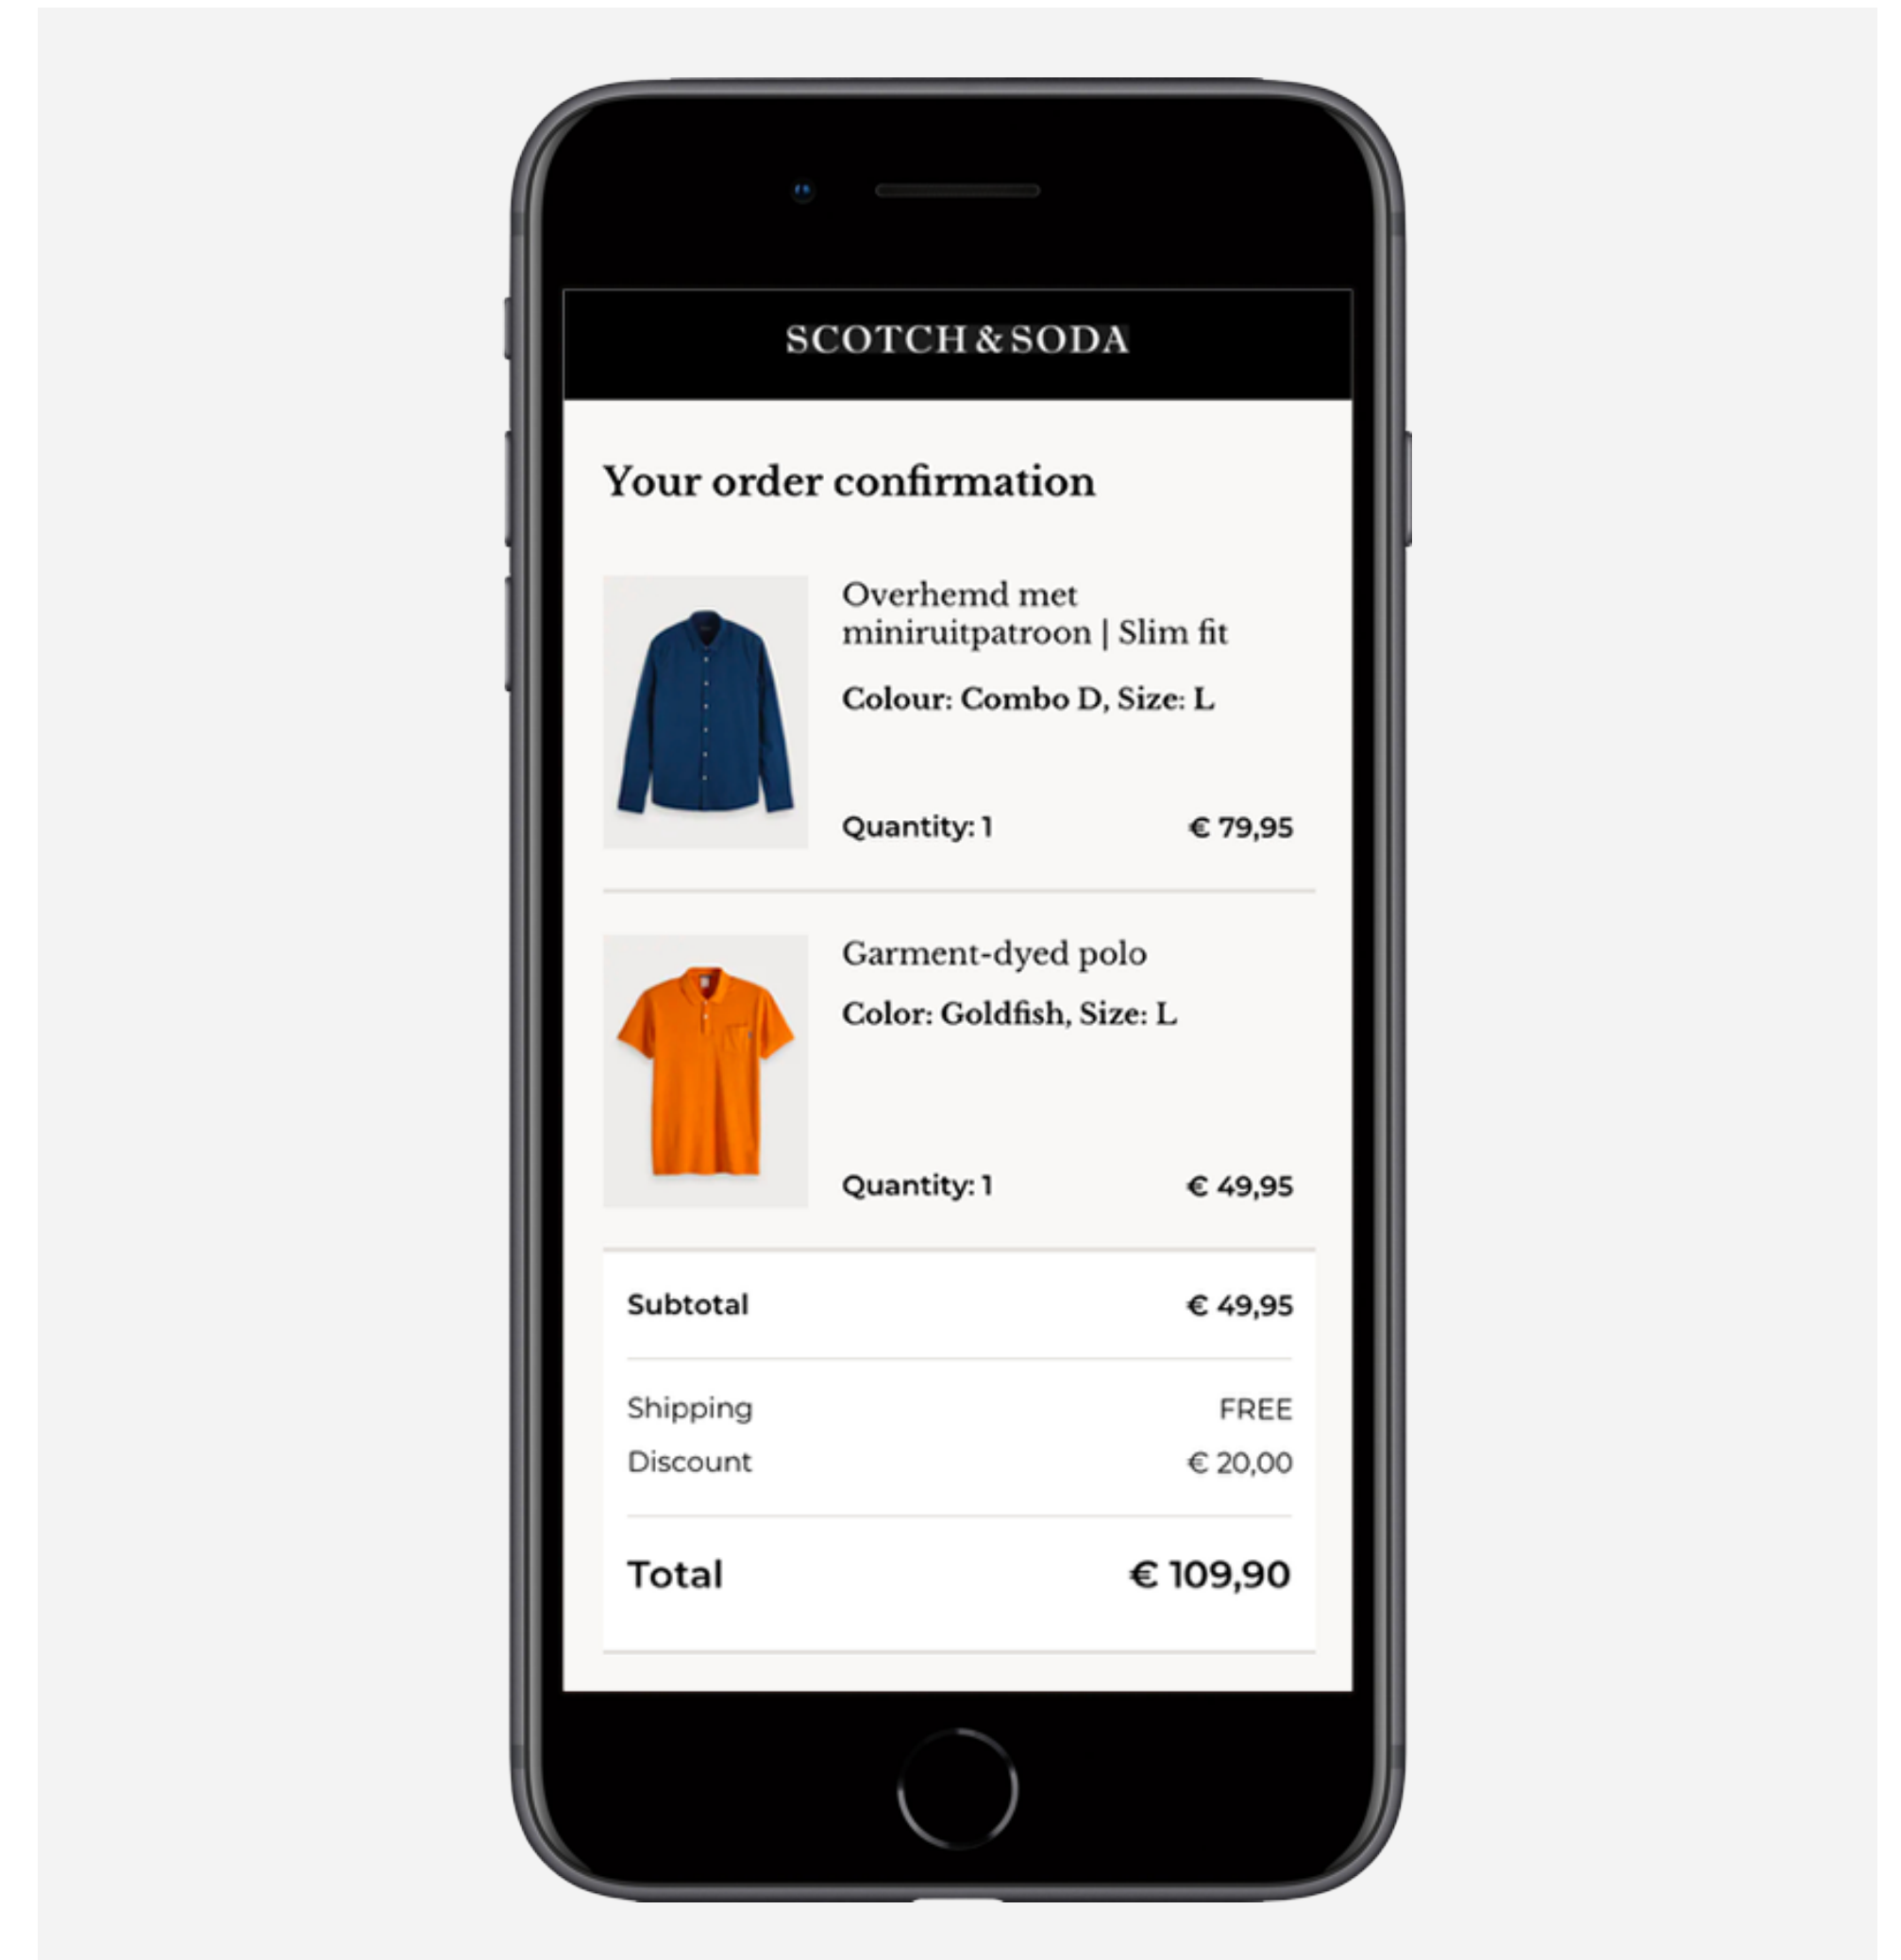 SCOTCH & SODA
Your order confirmation
Overhemd met
miniruitpatroon | Slim fit
Colour: Combo D, Size: L
Quantity: 1 € 79,95
Garment-dyed polo
Color: Goldfish, Size: L
Quantity: 1 € 49,95
Subtotal € 49,95
Shipping FREE
Discount € 20,00
Total € 109,90